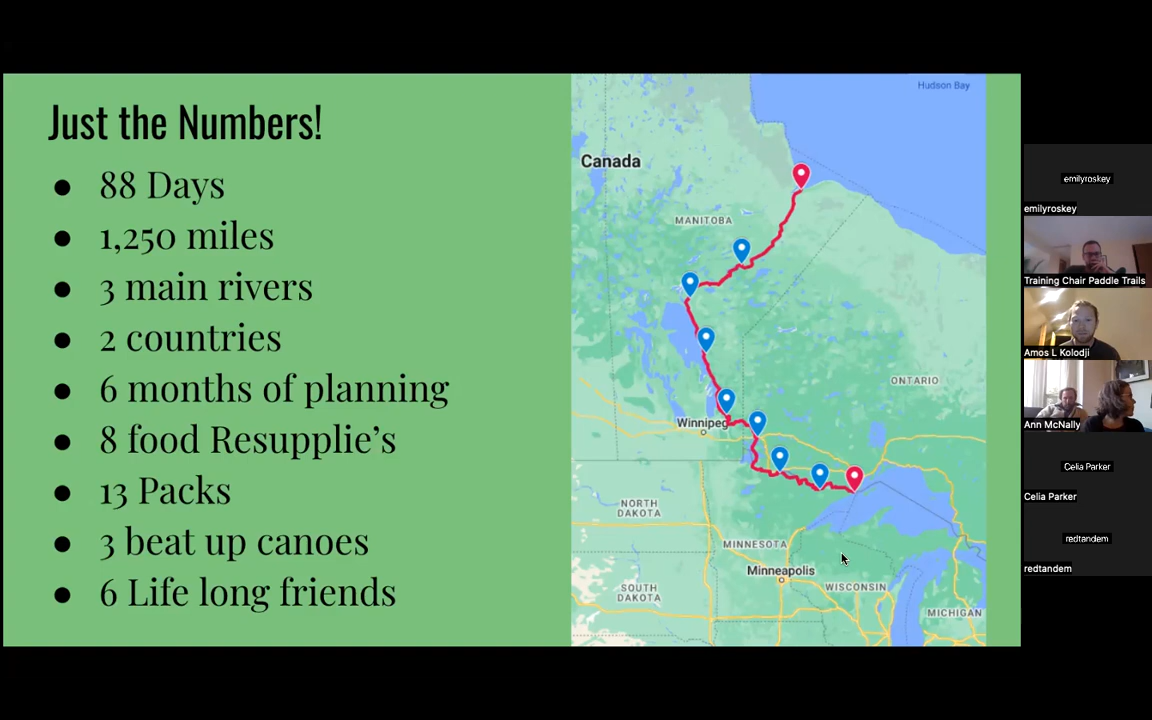 Just the Numbers!
● 88 Days
● 1,250 miles
● 3 main rivers
● 2 countries
● 6 months of planning
● 8 food Resupplie's
● 13 Packs
● 3 beat up canoes
● 6 Life long friends
Hudson Bay
Canada
MANITOBA
ONTARIO
Winnipeg
NORTH
DAKOTA
MINNESOTA
Minneapolis
WISCONSIN
SOUTH
DAKOTA
MICHIGAN
emilyroskey
emilyroskey
Training Chair Paddle Trails
Amos L Kolodji
Ann McNally
Celia Parker
Celia Parker
redtandem
redtandem